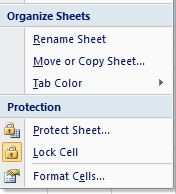 Organize Sheets
Rename Sheet
Move or Copy Sheet...
Tab Color
Protection
Protect Sheet...
Lock Cell
Format Cells...